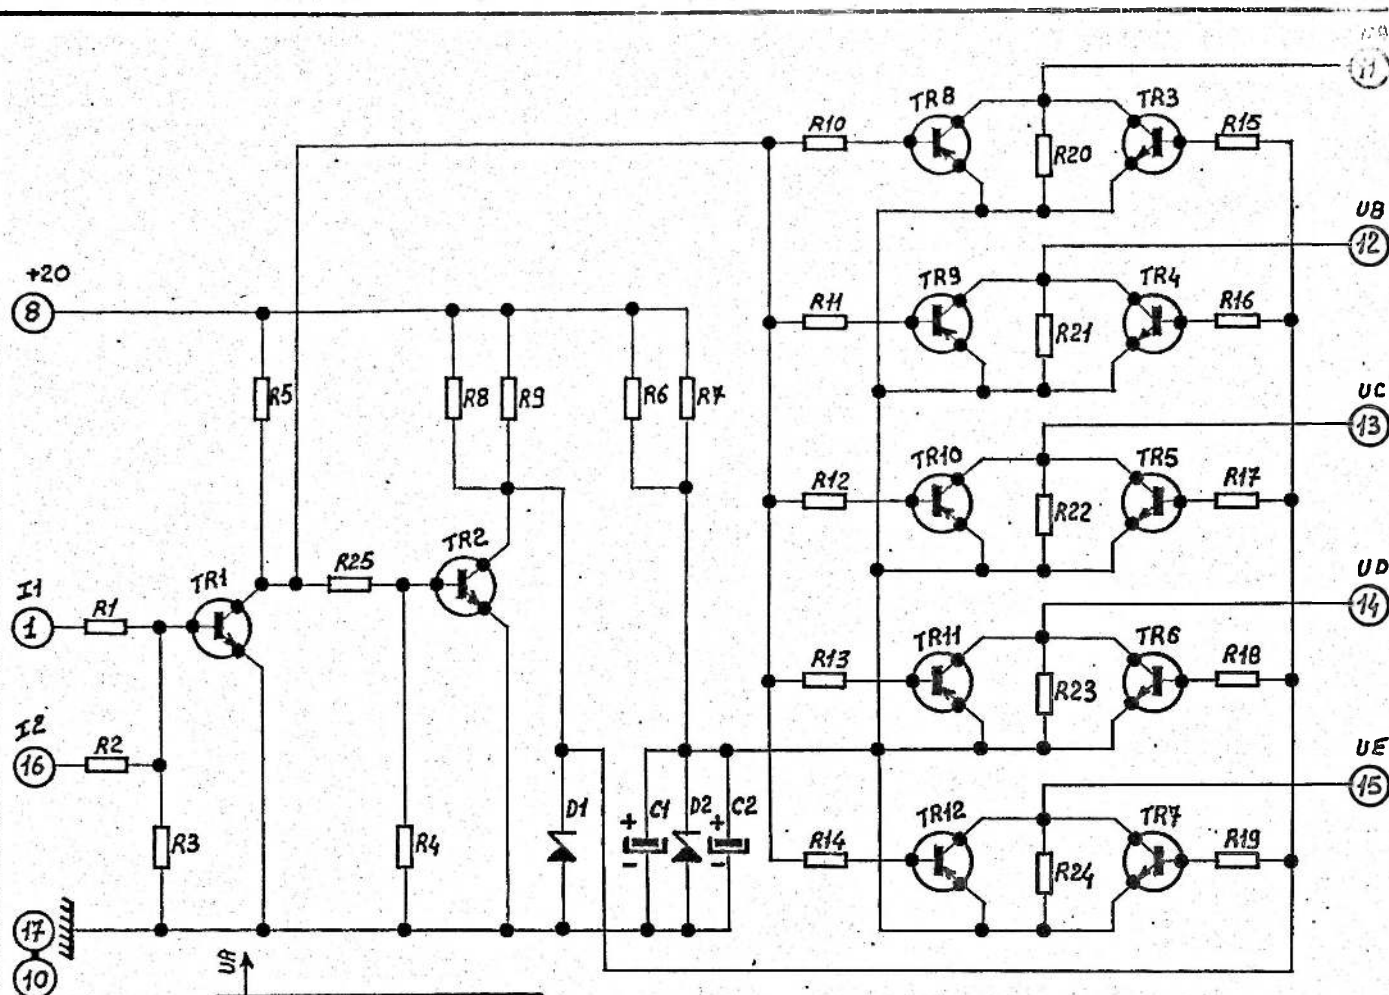 11
TR8
TR3
R10
R15
R20
UB
12
TR9
TR4
R11
R16
R21
+20
8
UC
13
R5
R8
R9
R6
R7
TR10
TR5
R12
R17
R22
UD
14
I1
1
R1
TR1
R25
TR2
TR11
TR6
R13
R18
R23
I2
16
R2
UE
15
R3
R4
D1
+
C1
-
D2
+
C2
-
TR12
TR7
R14
R19
R24
17
10
UA